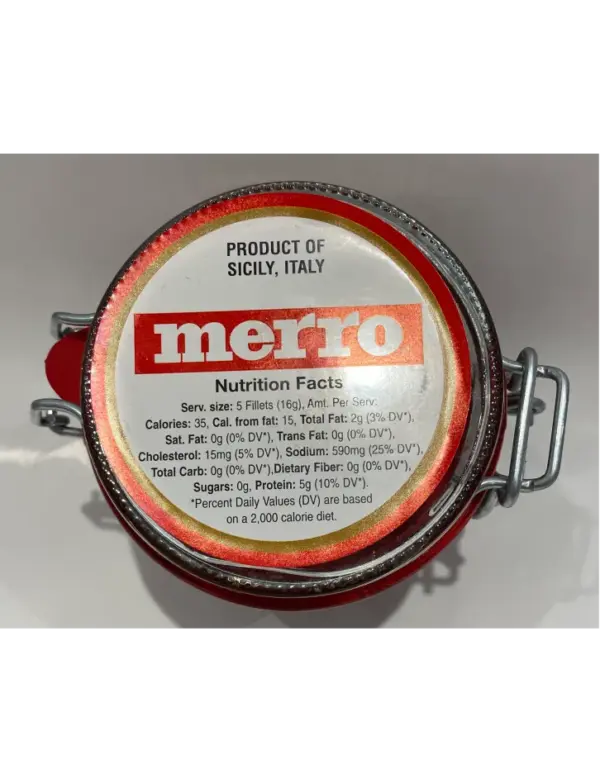 PRODUCT OF
SICILY, ITALY
merro
Nutrition Facts
Serv. size: 5 Fillets (16g), Amt. Per Serv:
Calories: 35, Cal. from fat: 15, Total Fat: 2g (3% DV*),
Sat. Fat: 0g (0% DV*), Trans Fat: 0g (0% DV*),
Cholesterol: 15mg (5% DV*), Sodium: 590mg (25% DV*),
Total Carb: 0g (0% DV*),Dietary Fiber: 0g (0% DV*),
Sugars: 0g, Protein: 5g (10% DV*).
*Percent Daily Values (DV) are based
on a 2,000 calorie diet.